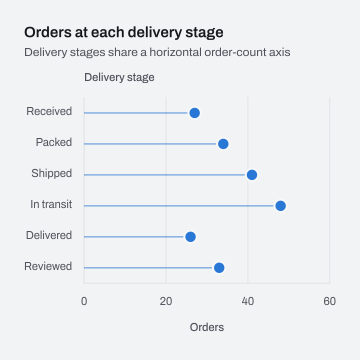 Orders at each delivery stage
Delivery stages share a horizontal order-count axis
Delivery stage
Received
Packed
Shipped
In transit
Delivered
Reviewed
0 20 40 60
Orders